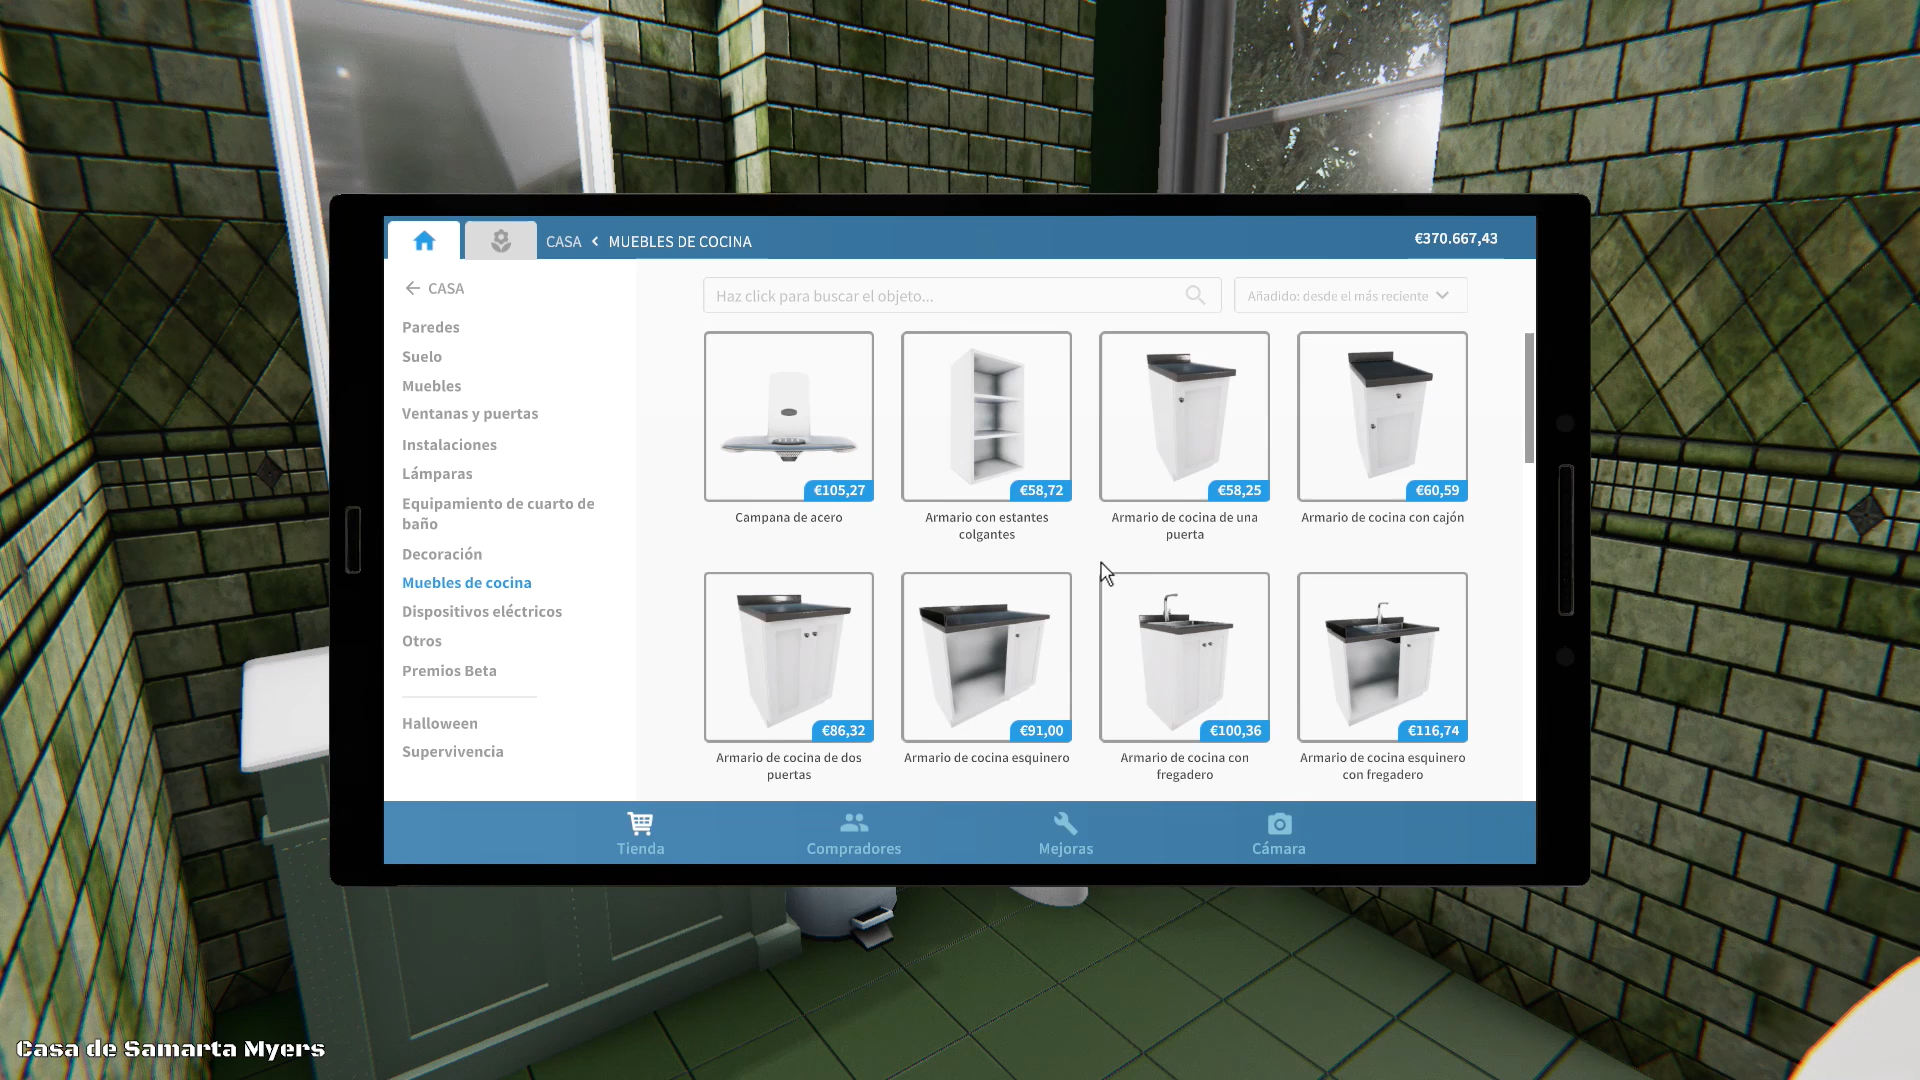 CASA < MUEBLES DE COCINA
€370.667,43
← CASA
Haz click para buscar el objeto...
Añadido: desde el más reciente
Paredes
Suelo
Muebles
Ventanas y puertas
Instalaciones
Lámparas
Equipamiento de cuarto de
baño
Decoración
Muebles de cocina
Dispositivos eléctricos
Otros
Premios Beta
Halloween
Supervivencia
€105,27
Campana de acero
€58,72
Armario con estantes
colgantes
€58,25
Armario de cocina de una
puerta
€60,59
Armario de cocina con cajón
€86,32
Armario de cocina de dos
puertas
€91,00
Armario de cocina esquinero
€100,36
Armario de cocina con
fregadero
€116,74
Armario de cocina esquinero
con fregadero
Tienda
Compradores
Mejoras
Cámara
Casa de Samarta Myers